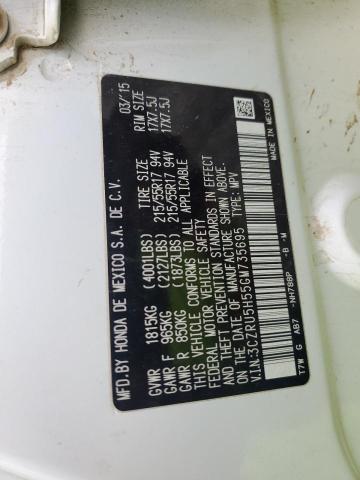 MFD.BY HONDA DE MEXICO S.A. DE C.V. 03/'15
TIRE SIZE RIM SIZE
GVWR 1815KG (4001LBS)
GAWR F 965KG (2127LBS) 215/55R17 94V 17X7.5J
GAWR R 850KG (1873LBS) 215/55R17 94V 17X7.5J
THIS VEHICLE CONFORMS TO ALL APPLICABLE
FEDERAL MOTOR VEHICLE SAFETY
AND THEFT PREVENTION STANDARDS IN EFFECT
ON THE DATE OF MANUFACTURE SHOWN ABOVE.
VIN:3CZRU5H55GM735695 TYPE: MPV
T7W G AB7 -NH788P -B -M
MADE IN MEXICO